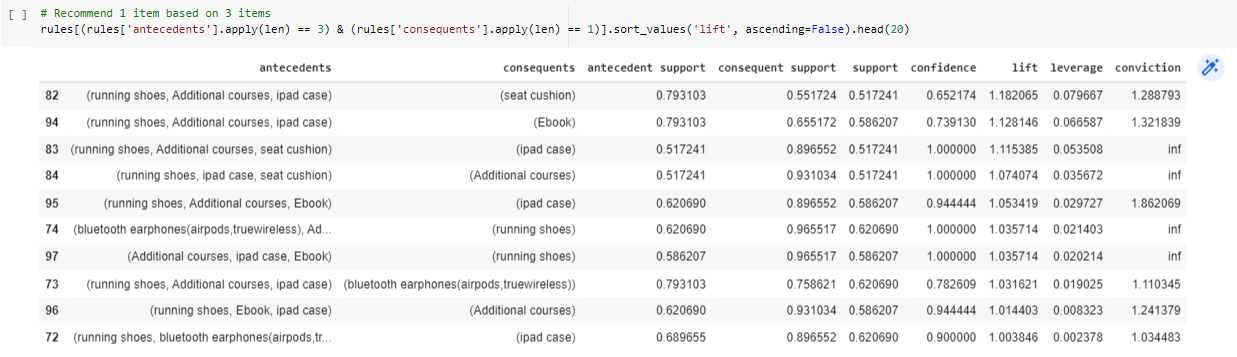 [ ] # Recommend 1 item based on 3 items
rules[(rules['antecedents'].apply(len) == 3) & (rules['consequents'].apply(len) == 1)].sort_values('lift', ascending=False).head(20)
antecedents consequents antecedent support consequent support support confidence lift leverage conviction
82 (running shoes, Additional courses, ipad case) (seat cushion) 0.793103 0.551724 0.517241 0.652174 1.182065 0.079667 1.288793
94 (running shoes, Additional courses, ipad case) (Ebook) 0.793103 0.655172 0.586207 0.739130 1.128146 0.066587 1.321839
83 (running shoes, Additional courses, seat cushion) (ipad case) 0.517241 0.896552 0.517241 1.000000 1.115385 0.053508 inf
84 (running shoes, ipad case, seat cushion) (Additional courses) 0.517241 0.931034 0.517241 1.000000 1.074074 0.035672 inf
95 (running shoes, Additional courses, Ebook) (ipad case) 0.620690 0.896552 0.586207 0.944444 1.053419 0.029727 1.862069
74 (bluetooth earphones(airpods,truewireless), Ad... (running shoes) 0.620690 0.965517 0.620690 1.000000 1.035714 0.021403 inf
97 (Additional courses, ipad case, Ebook) (running shoes) 0.586207 0.965517 0.586207 1.000000 1.035714 0.020214 inf
73 (running shoes, Additional courses, ipad case) (bluetooth earphones(airpods,truewireless)) 0.793103 0.758621 0.620690 0.782609 1.031621 0.019025 1.110345
96 (running shoes, Ebook, ipad case) (Additional courses) 0.620690 0.931034 0.586207 0.944444 1.014403 0.008323 1.241379
72 (running shoes, bluetooth earphones(airpods,tr... (ipad case) 0.689655 0.896552 0.620690 0.900000 1.003846 0.002378 1.034483